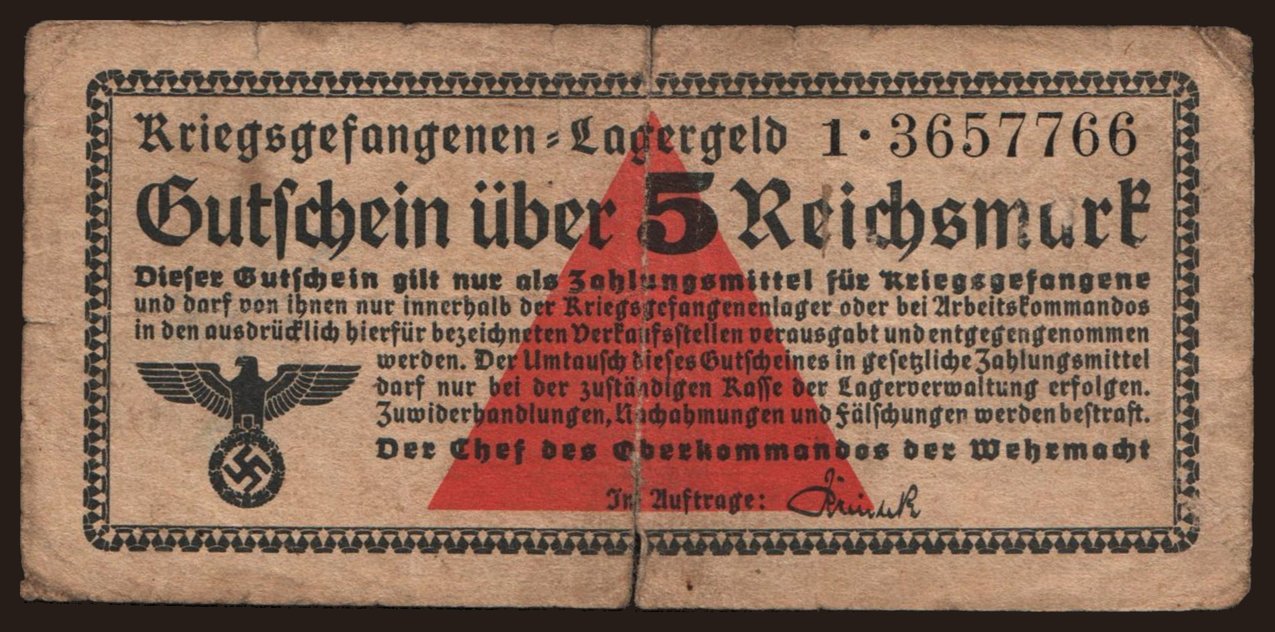 Kriegsgefangenen-Lagergeld 1·3657766
Gutschein über 5 Reichsmark
Dieser Gutschein gilt nur als Zahlungsmittel für Kriegsgefangene
und darf von ihnen nur innerhalb der Kriegsgefangenenlager oder bei Arbeitskommandos
in den ausdrücklich hierfür bezeichneten Verkaufsstellen verausgabt und entgegengenommen
werden. Der Umtausch dieses Gutscheines in gesetzliche Zahlungsmittel
darf nur bei der zuständigen Kasse der Lagerverwaltung erfolgen.
Zuwiderhandlungen, Nachahmungen und Fälschungen werden bestraft.
Der Chef des Oberkommandos der Wehrmacht
Im Auftrage: